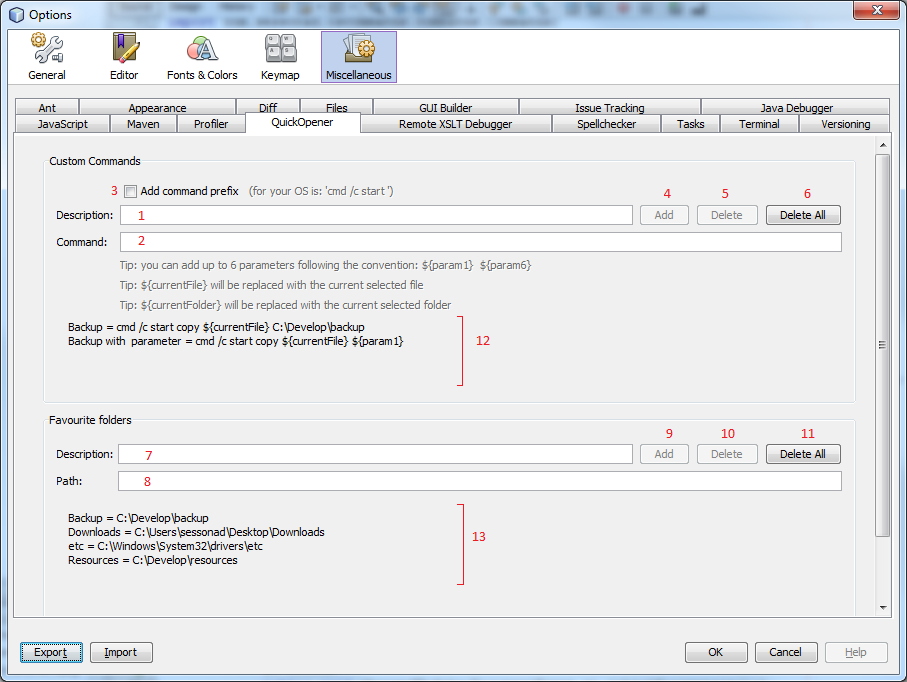 Options
General Editor Fonts & Colors Keymap Miscellaneous
Ant Appearance Diff Files GUI Builder Issue Tracking Java Debugger
JavaScript Maven Profiler QuickOpener Remote XSLT Debugger Spellchecker Tasks Terminal Versioning
Custom Commands
3 Add command prefix (for your OS is: 'cmd /c start ') 4 5 6
Description: 1 Add Delete Delete All
Command: 2
Tip: you can add up to 6 parameters following the convention: ${param1} ${param6}
Tip: ${currentFile} will be replaced with the current selected file
Tip: ${currentFolder} will be replaced with the current selected folder
Backup = cmd /c start copy ${currentFile} C:\Develop\backup
Backup with parameter = cmd /c start copy ${currentFile} ${param1}
12
Favourite folders
9 10 11
Description: 7 Add Delete Delete All
Path: 8
Backup = C:\Develop\backup
Downloads = C:\Users\sessonad\Desktop\Downloads
etc = C:\Windows\System32\drivers\etc
Resources = C:\Develop\resources
13
Export Import OK Cancel Help